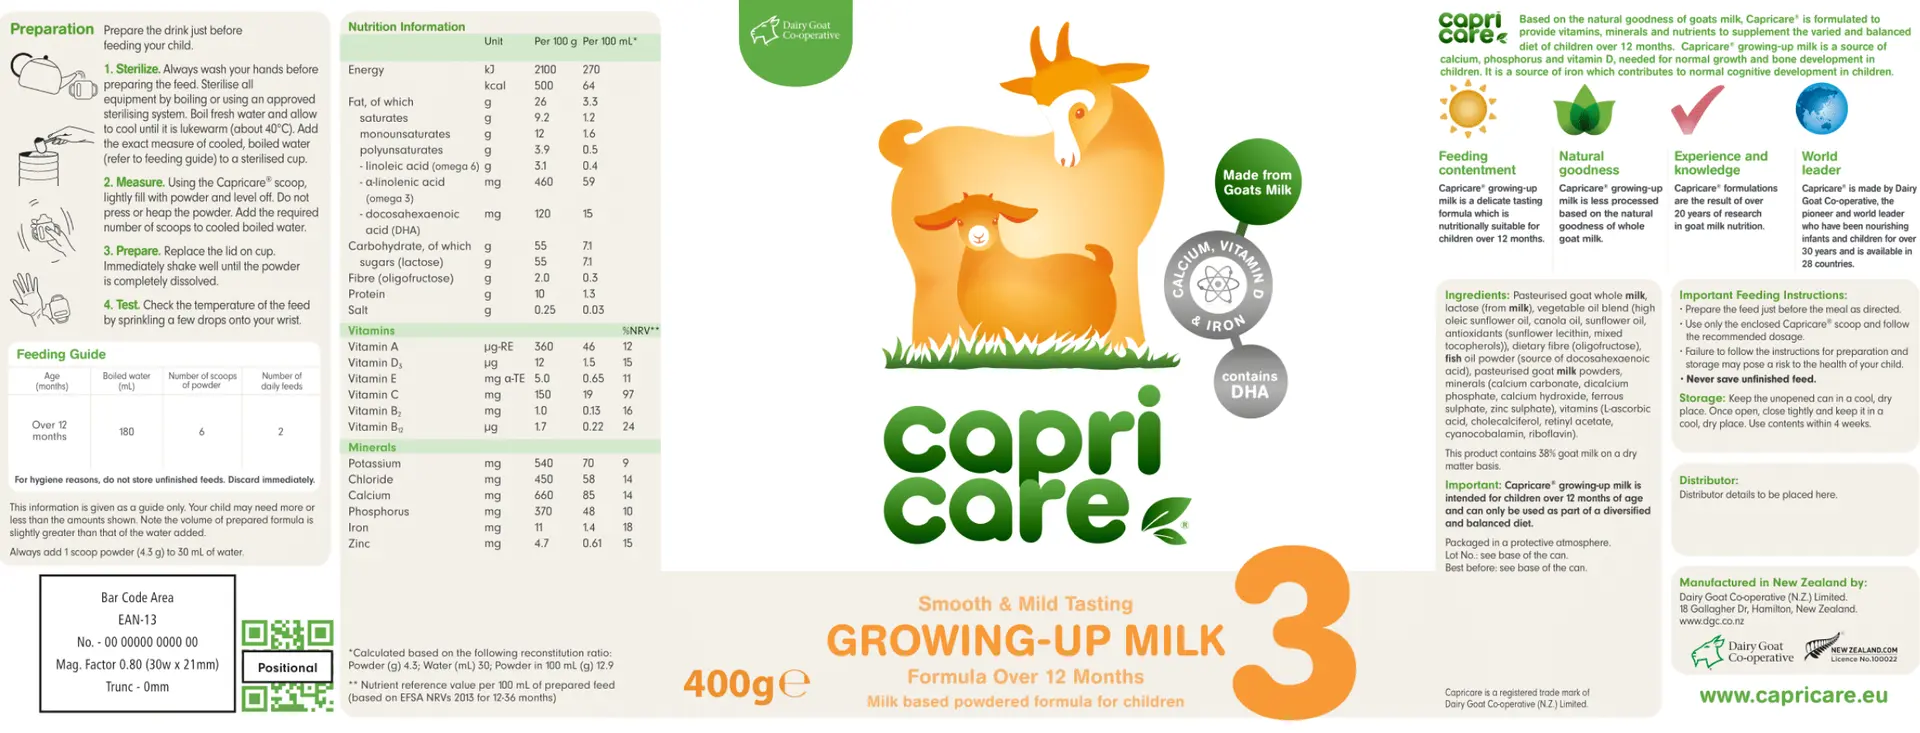 Preparation
Prepare the drink just before
feeding your child.
1. Sterilize. Always wash your hands before
preparing the feed. Sterilise all
equipment by boiling or using an approved
sterilising system. Boil fresh water and allow
to cool until it is lukewarm (about 40°C). Add
the exact measure of cooled, boiled water
(refer to feeding guide) to a sterilised cup.
2. Measure. Using the Capricare® scoop,
lightly fill with powder and level off. Do not
press or heap the powder. Add the required
number of scoops to cooled boiled water.
3. Prepare. Replace the lid on cup.
Immediately shake well until the powder
is completely dissolved.
4. Test. Check the temperature of the feed
by sprinkling a few drops onto your wrist.
Feeding Guide
Age (months) Boiled water (mL) Number of scoops of powder Number of daily feeds
Over 12 months 180 6 2
For hygiene reasons, do not store unfinished feeds. Discard immediately.
This information is given as a guide only. Your child may need more or
less than the amounts shown. Note the volume of prepared formula is
slightly greater than that of the water added.
Always add 1 scoop powder (4.3 g) to 30 mL of water.
Bar Code Area
EAN-13
No. - 00 00000 0000 00
Mag. Factor 0.80 (30w x 21mm)
Trunc - 0mm
Positional
Nutrition Information
Unit Per 100 g Per 100 mL*
Energy kJ 2100 270
kcal 500 64
Fat, of which g 26 3.3
saturates g 9.2 1.2
monounsaturates g 12 1.6
polyunsaturates g 3.9 0.5
- linoleic acid (omega 6) g 3.1 0.4
- α-linolenic acid mg 460 59
(omega 3)
- docosahexaenoic mg 120 15
acid (DHA)
Carbohydrate, of which g 55 7.1
sugars (lactose) g 55 7.1
Fibre (oligofructose) g 2.0 0.3
Protein g 10 1.3
Salt g 0.25 0.03
Vitamins %NRV**
Vitamin A µg-RE 360 46 12
Vitamin D3 µg 12 1.5 15
Vitamin E mg α-TE 5.0 0.65 11
Vitamin C mg 150 19 97
Vitamin B2 mg 1.0 0.13 16
Vitamin B12 µg 1.7 0.22 24
Minerals
Potassium mg 540 70 9
Chloride mg 450 58 14
Calcium mg 660 85 14
Phosphorus mg 370 48 10
Iron mg 11 1.4 18
Zinc mg 4.7 0.61 15
*Calculated based on the following reconstitution ratio:
Powder (g) 4.3; Water (mL) 30; Powder in 100 mL (g) 12.9
** Nutrient reference value per 100 mL of prepared feed
(based on EFSA NRVs 2013 for 12-36 months)
Dairy Goat
Co-operative
Made from
Goats Milk
CALCIUM, VITAMIN D
& IRON
contains
DHA
capri
care®
Smooth & Mild Tasting
GROWING-UP MILK
Formula Over 12 Months
Milk based powdered formula for children
400g℮
3
capri
care
Based on the natural goodness of goats milk, Capricare® is formulated to
provide vitamins, minerals and nutrients to supplement the varied and balanced
diet of children over 12 months. Capricare® growing-up milk is a source of
calcium, phosphorus and vitamin D, needed for normal growth and bone development in
children. It is a source of iron which contributes to normal cognitive development in children.
Feeding
contentment
Capricare® growing-up
milk is a delicate tasting
formula which is
nutritionally suitable for
children over 12 months.
Natural
goodness
Capricare® growing-up
milk is less processed
based on the natural
goodness of whole
goat milk.
Experience and
knowledge
Capricare® formulations
are the result of over
20 years of research
in goat milk nutrition.
World
leader
Capricare® is made by Dairy
Goat Co-operative, the
pioneer and world leader
who have been nourishing
infants and children for over
30 years and is available in
28 countries.
Ingredients: Pasteurised goat whole milk,
lactose (from milk), vegetable oil blend (high
oleic sunflower oil, canola oil, sunflower oil,
antioxidants (sunflower lecithin, mixed
tocopherols)), dietary fibre (oligofructose),
fish oil powder (source of docosahexaenoic
acid), pasteurised goat milk powders,
minerals (calcium carbonate, dicalcium
phosphate, calcium hydroxide, ferrous
sulphate, zinc sulphate), vitamins (L-ascorbic
acid, cholecalciferol, retinyl acetate,
cyanocobalamin, riboflavin).
This product contains 38% goat milk on a dry
matter basis.
Important: Capricare® growing-up milk is
intended for children over 12 months of age
and can only be used as part of a diversified
and balanced diet.
Packaged in a protective atmosphere.
Lot No.: see base of the can.
Best before: see base of the can.
Capricare is a registered trade mark of
Dairy Goat Co-operative (N.Z.) Limited.
Important Feeding Instructions:
• Prepare the feed just before the meal as directed.
• Use only the enclosed Capricare® scoop and follow
the recommended dosage.
• Failure to follow the instructions for preparation and
storage may pose a risk to the health of your child.
• Never save unfinished feed.
Storage: Keep the unopened can in a cool, dry
place. Once open, close tightly and keep it in a
cool, dry place. Use contents within 4 weeks.
Distributor:
Distributor details to be placed here.
Manufactured in New Zealand by:
Dairy Goat Co-operative (N.Z.) Limited.
18 Gallagher Dr, Hamilton, New Zealand.
www.dgc.co.nz
Dairy Goat
Co-operative
NEW ZEALAND.COM
Licence No.100022
www.capricare.eu